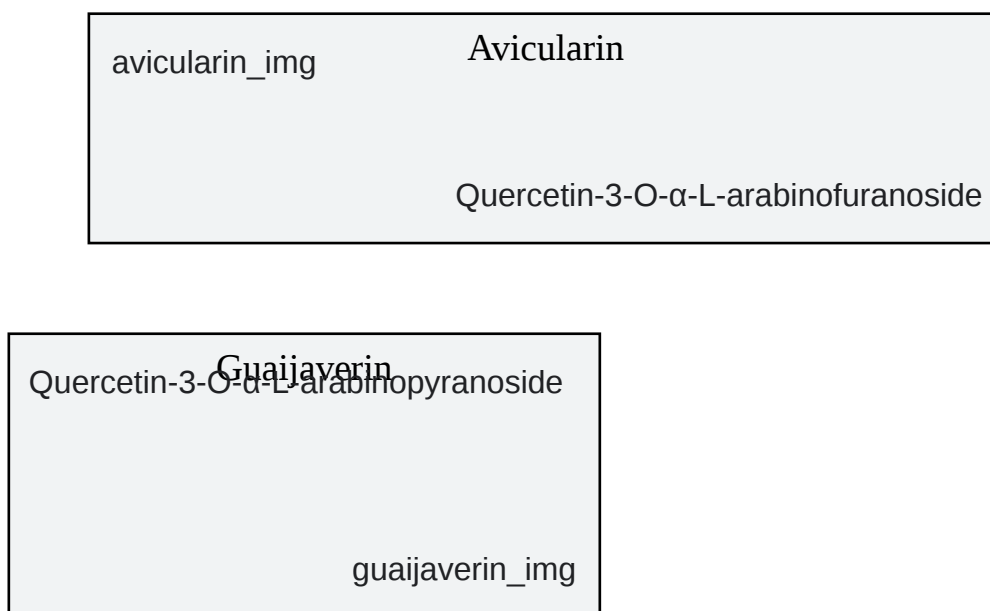 Avicularin
avicularin_img
Quercetin-3-O-α-L-arabinofuranoside
Guaijaverin
Quercetin-3-O-α-L-arabinopyranoside
guaijaverin_img